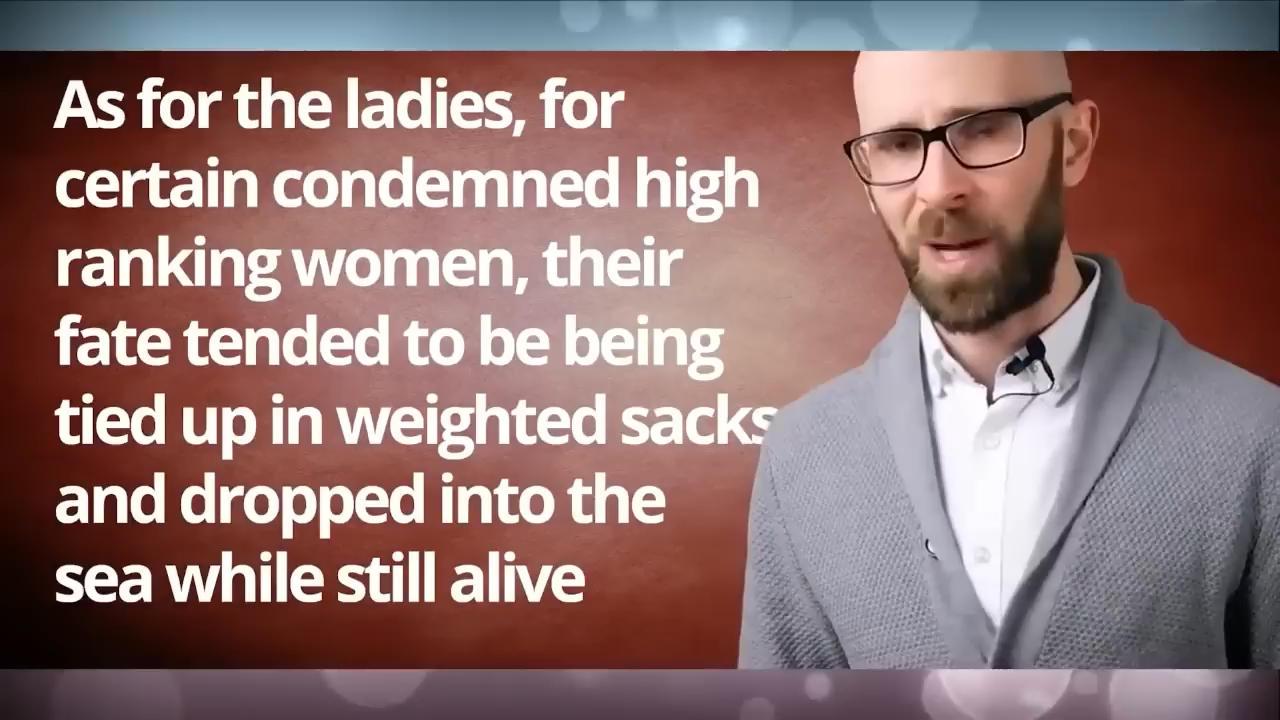 As for the ladies, for
certain condemned high
ranking women, their
fate tended to be being
tied up in weighted sacks
and dropped into the
sea while still alive